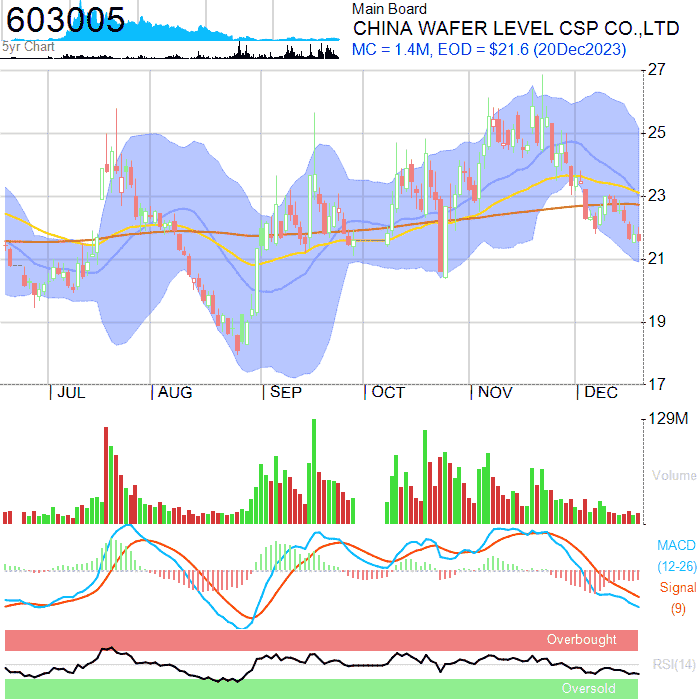 603005
5yr Chart
Main Board
CHINA WAFER LEVEL CSP CO.,LTD
MC = 1.4M, EOD = $21.6 (20Dec2023)
27
25
23
21
19
17
JUL
AUG
SEP
OCT
NOV
DEC
129M
Volume
MACD
(12-26)
Signal
(9)
Overbought
RSI(14)
Oversold